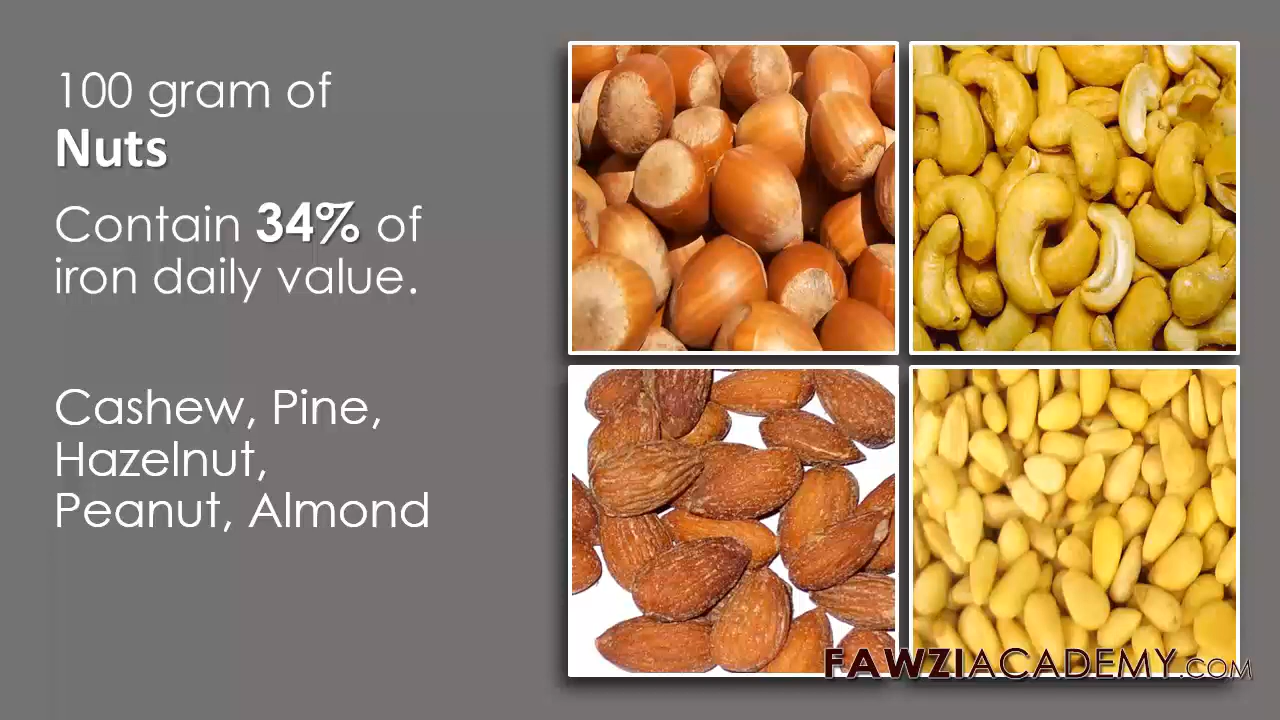 100 gram of
Nuts
Contain 34% of
iron daily value.
Cashew, Pine,
Hazelnut,
Peanut, Almond
FAWZIACADEMY.COM